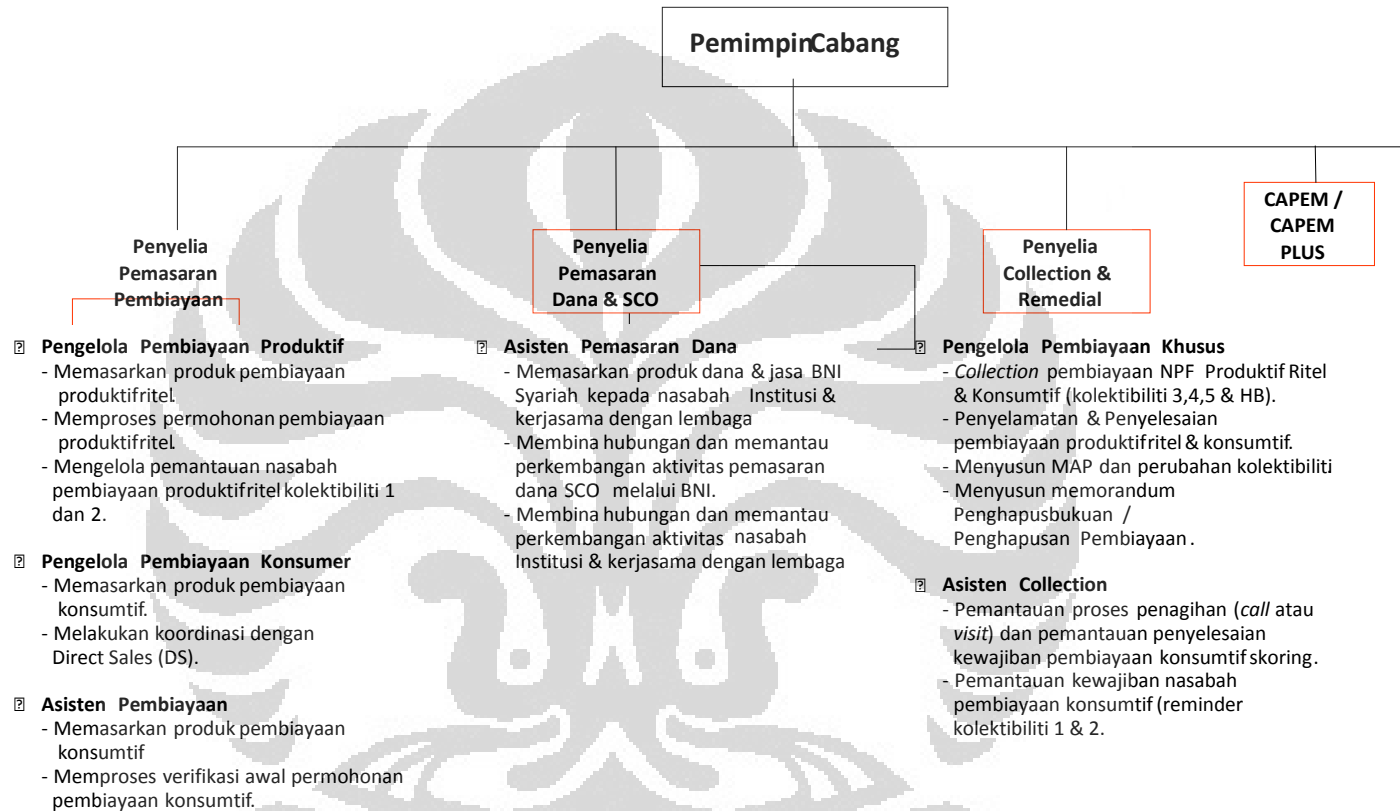 PemimpinCabang
CAPEM /
CAPEM
PLUS
Penyelia
Pemasaran
Pembiayaan
Penyelia
Pemasaran
Dana & SCO
Penyelia
Collection &
Remedial
Pengelola Pembiayaan Produktif
- Memasarkan produk pembiayaan
produktifritel.
- Memproses permohonan pembiayaan
produktifritel.
- Mengelola pemantauan nasabah
pembiayaan produktifritel kolektibiliti 1
dan 2.
Pengelola Pembiayaan Konsumer
- Memasarkan produk pembiayaan
konsumtif.
- Melakukan koordinasi dengan
Direct Sales (DS).
Asisten Pembiayaan
- Memasarkan produk pembiayaan
konsumtif
- Memproses verifikasi awal permohonan
pembiayaan konsumtif.
Asisten Pemasaran Dana
- Memasarkan produk dana & jasa BNI
Syariah kepada nasabah Institusi &
kerjasama dengan lembaga
- Membina hubungan dan memantau
perkembangan aktivitas pemasaran
dana SCO melalui BNI.
- Membina hubungan dan memantau
perkembangan aktivitas nasabah
Institusi & kerjasama dengan lembaga
Pengelola Pembiayaan Khusus
- Collection pembiayaan NPF Produktif Ritel
& Konsumtif (kolektibiliti 3,4,5 & HB).
- Penyelamatan & Penyelesaian
pembiayaan produktifritel & konsumtif.
- Menyusun MAP dan perubahan kolektibiliti
- Menyusun memorandum
Penghapusbukuan /
Penghapusan Pembiayaan.
Asisten Collection
- Pemantauan proses penagihan (call atau
visit) dan pemantauan penyelesaian
kewajiban pembiayaan konsumtif skoring.
- Pemantauan kewajiban nasabah
pembiayaan konsumtif (reminder
kolektibiliti 1 & 2.